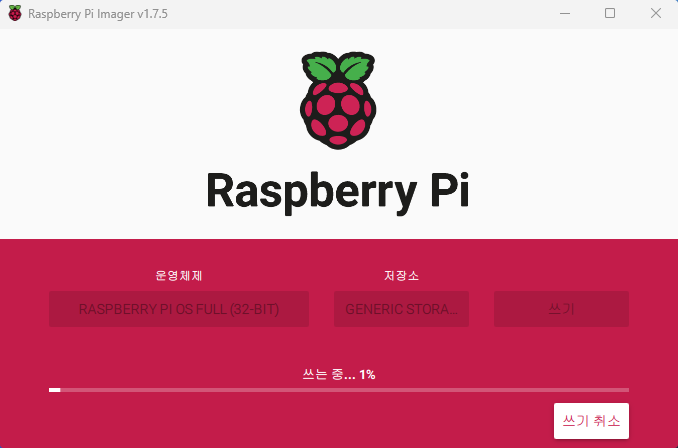 Raspberry Pi Imager v1.7.5
Raspberry Pi
운영체제
저장소
RASPBERRY PI OS FULL (32-BIT)
GENERIC STORA...
쓰기
쓰는 중... 1%
쓰기 취소